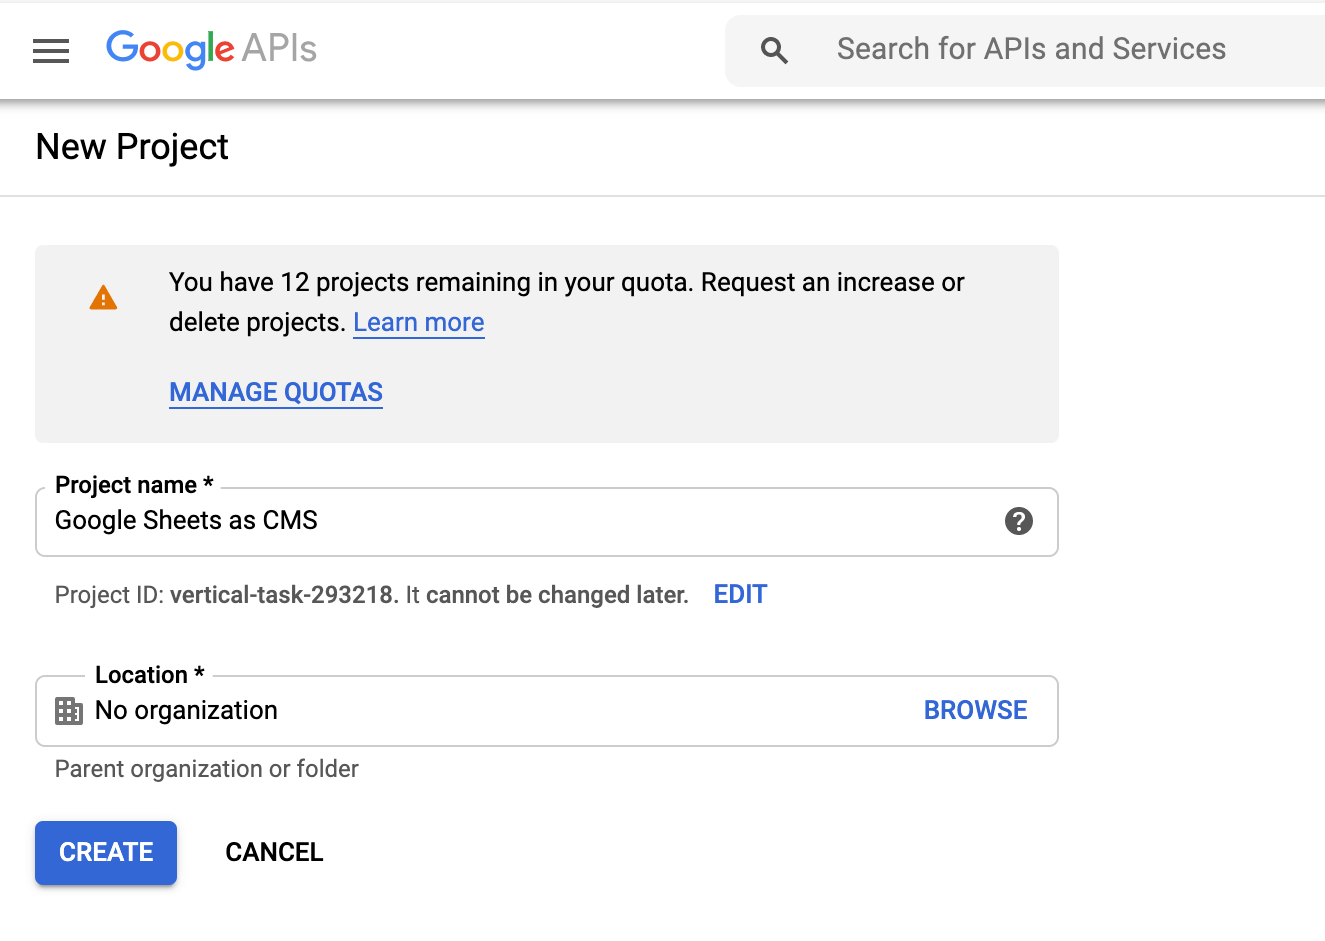 Google APIs
Search for APIs and Services
New Project
You have 12 projects remaining in your quota. Request an increase or
delete projects. Learn more
MANAGE QUOTAS
Project name *
Google Sheets as CMS
Project ID: vertical-task-293218. It cannot be changed later. EDIT
Location *
No organization
BROWSE
Parent organization or folder
CREATE
CANCEL